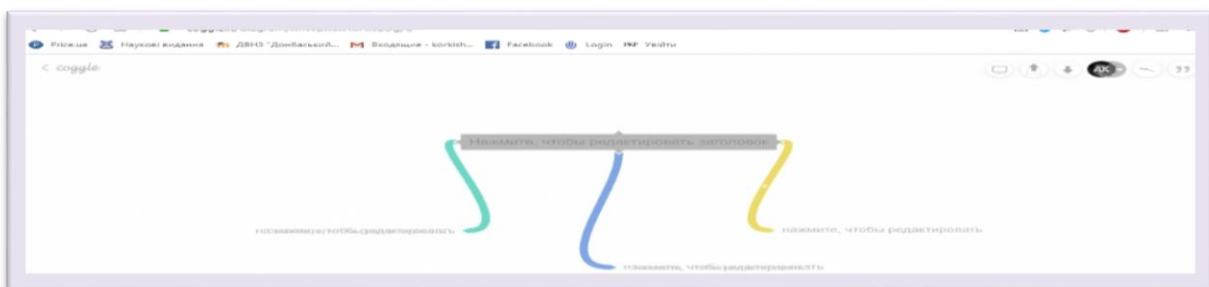 Price.ua Наукові видання ДВНЗ "Донбаський... Входящие - korkish... Facebook Login Увійти
< coggle
ДК
Нажмите, чтобы редактировать заголовок
нажмите, чтобы редактировать
нажмите, чтобы редактировать
нажмите, чтобы редактировать